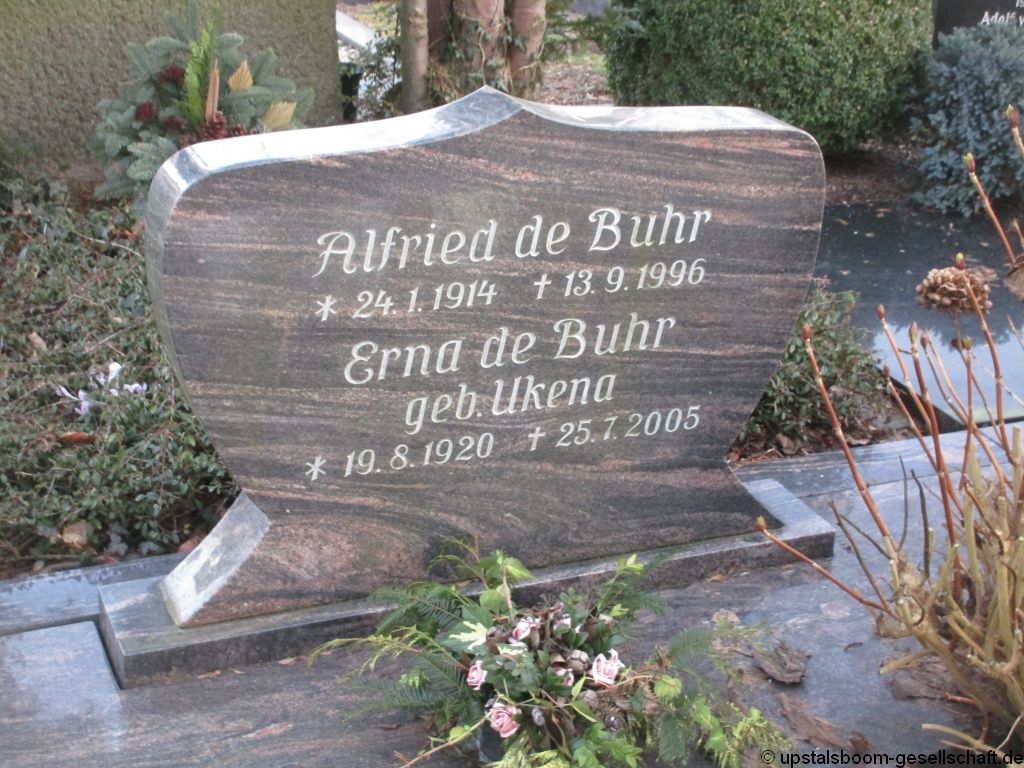 Alfried de Buhr
* 24. 1. 1914 † 13. 9. 1996
Erna de Buhr
geb. Ukena
* 19. 8. 1920 † 25. 7. 2005
© upstalsboom-gesellschaft.de